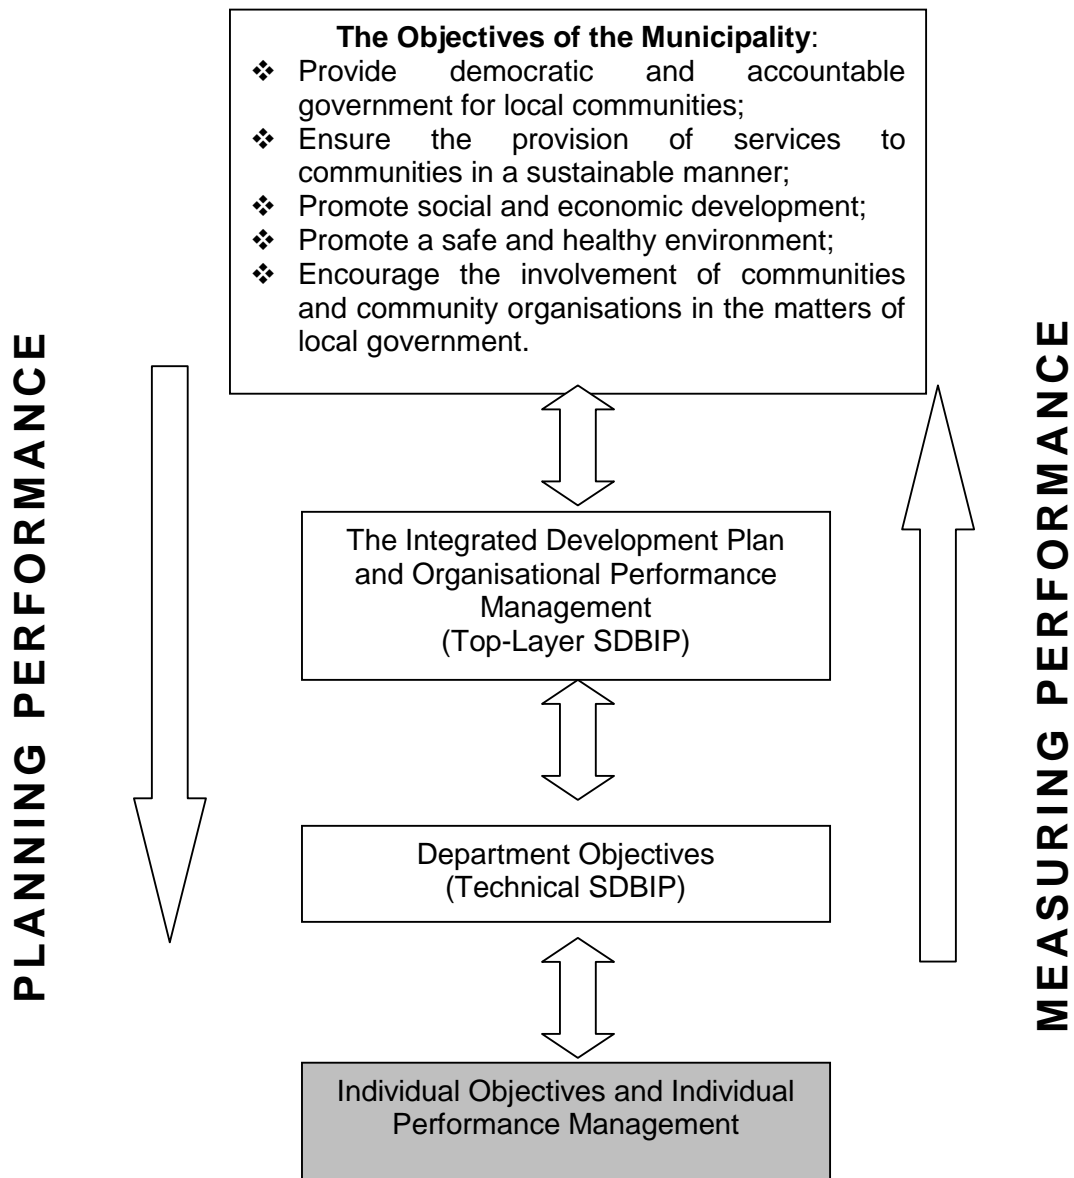 The Objectives of the Municipality:
❖ Provide democratic and accountable
government for local communities;
❖ Ensure the provision of services to
communities in a sustainable manner;
❖ Promote social and economic development;
❖ Promote a safe and healthy environment;
❖ Encourage the involvement of communities
and community organisations in the matters of
local government.
PLANNING PERFORMANCE
MEASURING PERFORMANCE
The Integrated Development Plan
and Organisational Performance
Management
(Top-Layer SDBIP)
Department Objectives
(Technical SDBIP)
Individual Objectives and Individual
Performance Management